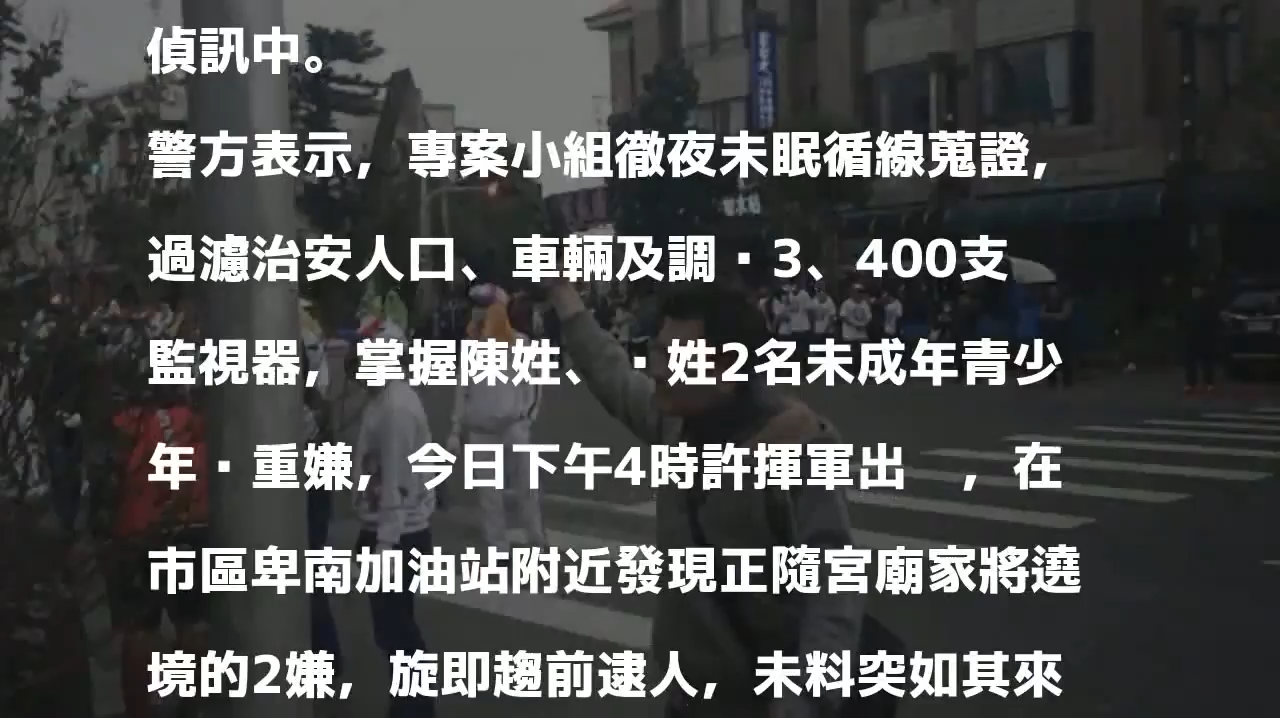 偵訊中。
警方表示，專案小組徹夜未眠循線蒐證，
過濾治安人口、車輛及調▪3、400支
監視器，掌握陳姓、▪姓2名未成年青少
年▪重嫌，今日下午4時許揮軍出　，在
市區卑南加油站附近發現正隨宮廟家將遶
境的2嫌，旋即趨前逮人，未料突如其來